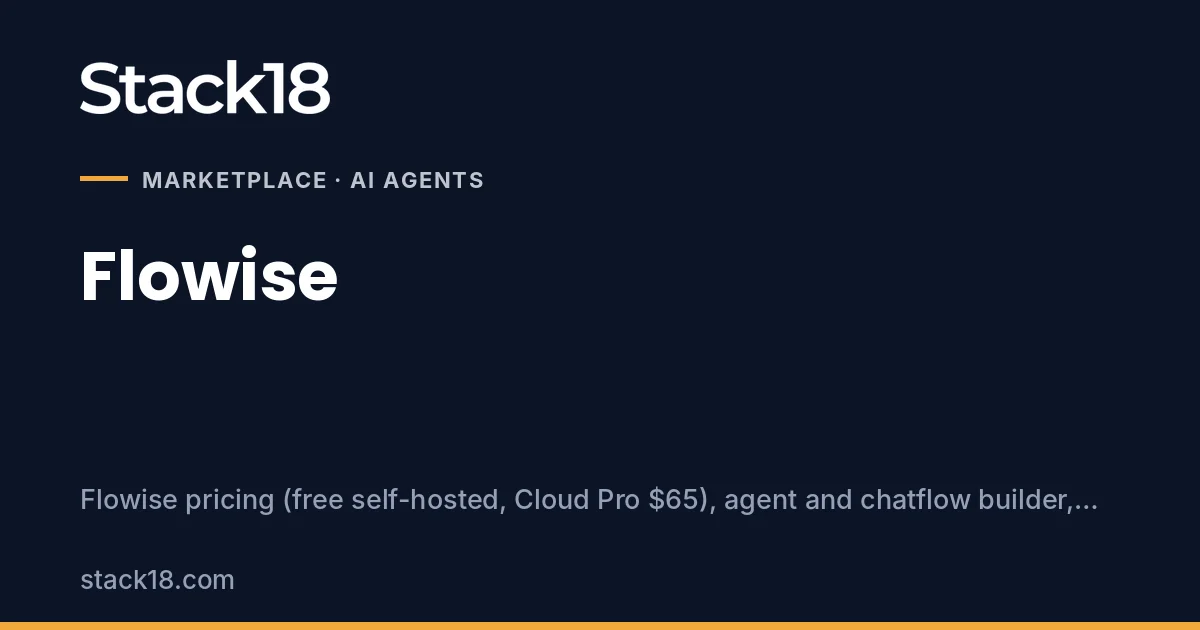 Stack18
MARKETPLACE · AI AGENTS
Flowise
Flowise pricing (free self-hosted, Cloud Pro $65), agent and chatflow builder,...
stack18.com